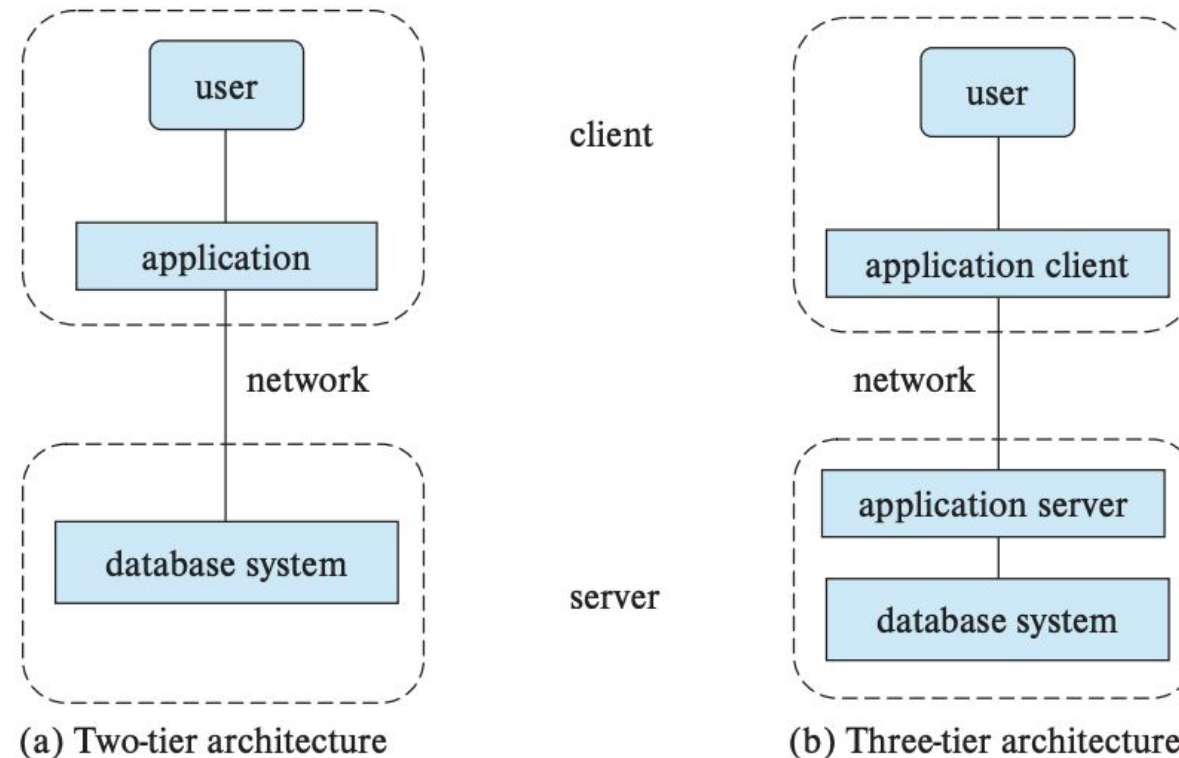 user
application
network
database system
(a) Two-tier architecture
client
server
user
application client
network
application server
database system
(b) Three-tier architecture